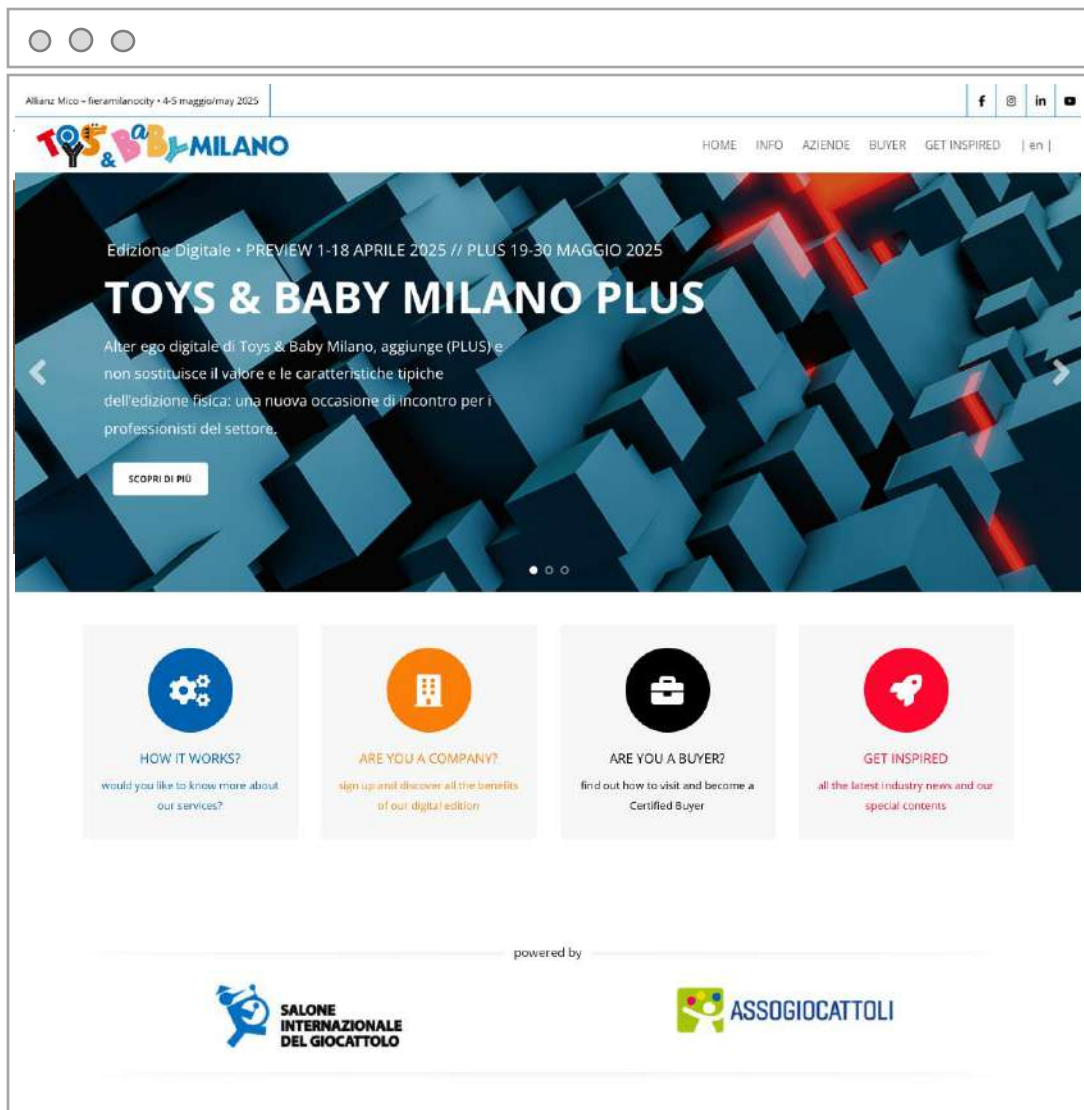 Allianz Mico – fieramilanocity • 4-5 maggio/may 2025
TOYS & BaBy MILANO
HOME INFO AZIENDE BUYER GET INSPIRED | en |
Edizione Digitale • PREVIEW 1-18 APRILE 2025 // PLUS 19-30 MAGGIO 2025
TOYS & BABY MILANO PLUS
Alter ego digitale di Toys & Baby Milano, aggiunge (PLUS) e
non sostituisce il valore e le caratteristiche tipiche
dell'edizione fisica: una nuova occasione di incontro per i
professionisti del settore.
SCOPRI DI PIÙ
HOW IT WORKS?
would you like to know more about
our services?
ARE YOU A COMPANY?
sign up and discover all the benefits
of our digital edition
ARE YOU A BUYER?
find out how to visit and become a
Certified Buyer
GET INSPIRED
all the latest industry news and our
special contents
powered by
SALONE
INTERNAZIONALE
DEL GIOCATTOLO
ASSOGIOCATTOLI